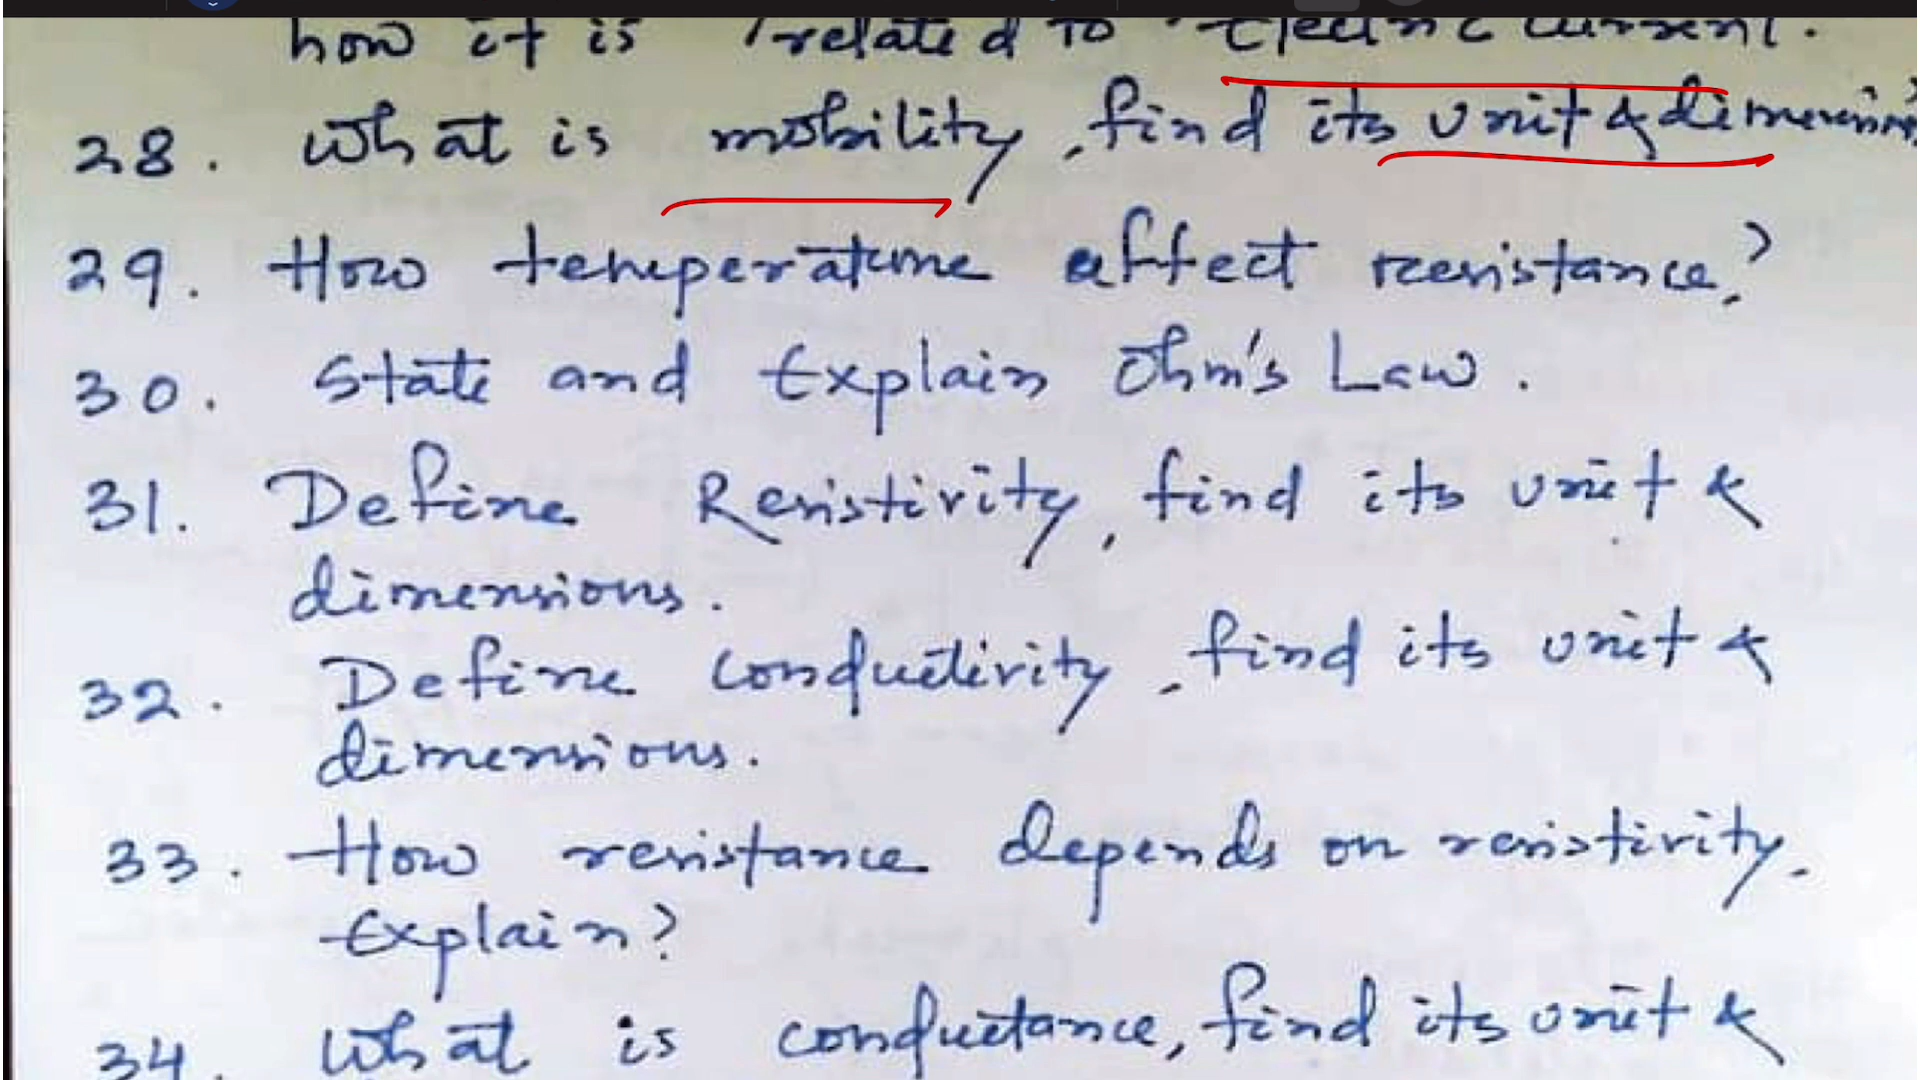 how it is related to Electric current.
28. What is mobility, find its unit & dimensions
29. How temperature affect resistance?
30. State and Explain Ohm's Law.
31. Define Resistivity, find its unit &
dimensions.
32. Define conductivity, find its unit &
dimensions.
33. How resistance depends on resistivity.
Explain?
34. What is conductance, find its unit &